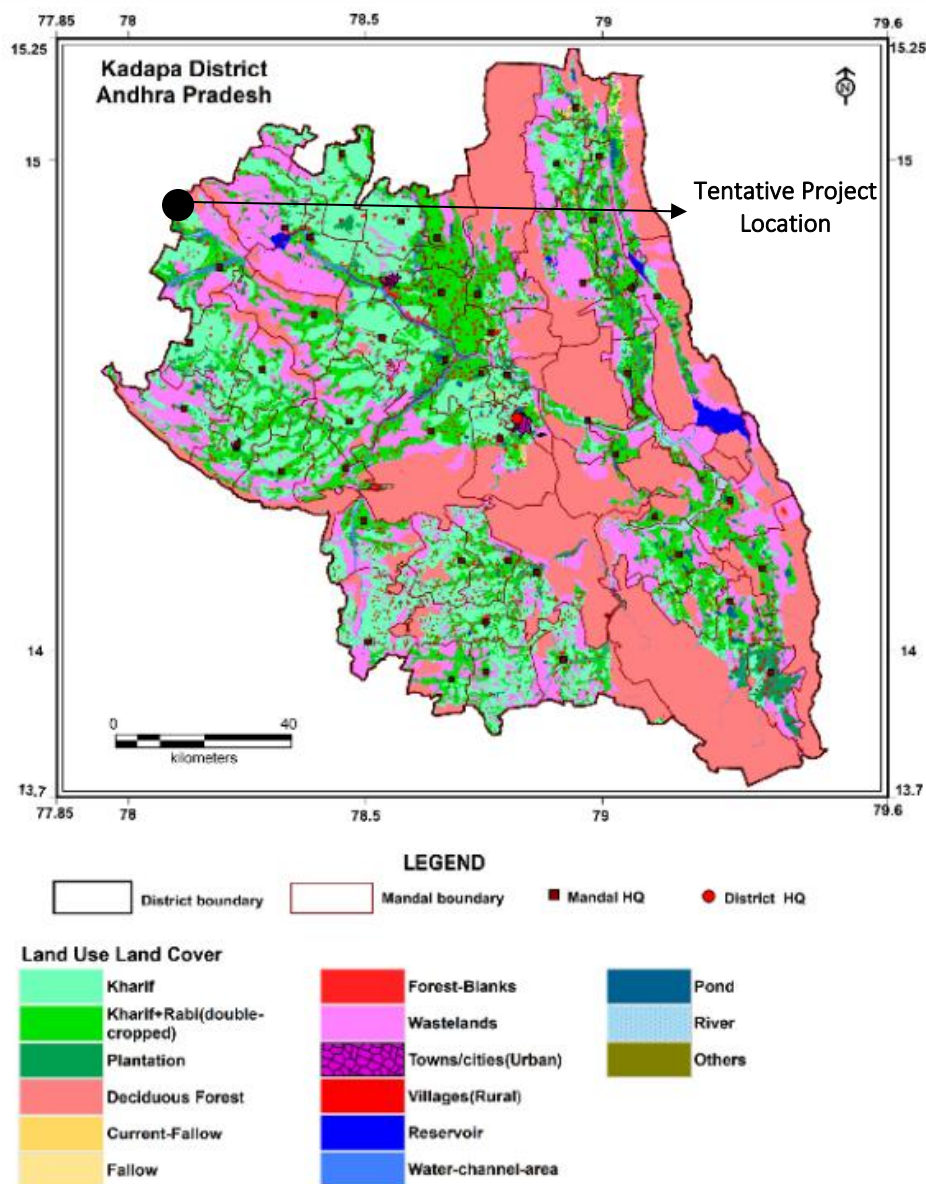 77.85 78 78.5 79 79.6
15.25 15.25
Kadapa District
Andhra Pradesh
N
15 15
Tentative Project
Location
14 14
0 40
kilometers
13.7 13.7
77.85 78 78.5 79 79.6
LEGEND
District boundary Mandal boundary Mandal HQ District HQ
Land Use Land Cover
Kharif Forest-Blanks Pond
Kharif+Rabi(double-
cropped) Wastelands River
Plantation Towns/cities(Urban) Others
Deciduous Forest Villages(Rural)
Current-Fallow Reservoir
Fallow Water-channel-area